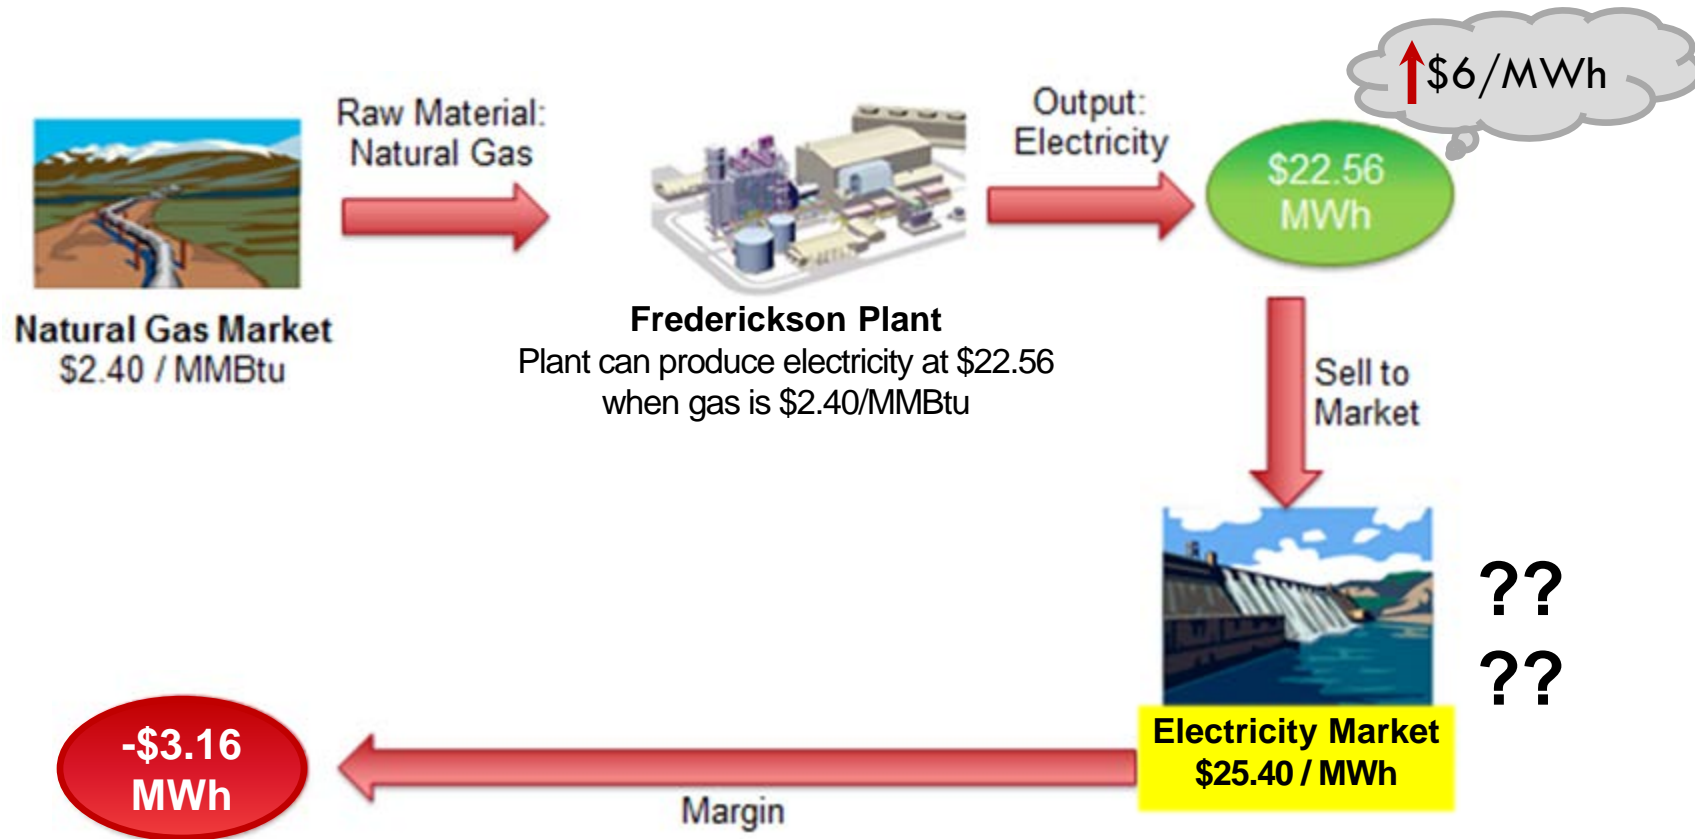 $6/MWh
Raw Material:
Natural Gas
Output:
Electricity
$22.56
MWh
Natural Gas Market
$2.40 / MMBtu
Frederickson Plant
Plant can produce electricity at $22.56
when gas is $2.40/MMBtu
Sell to
Market
??
??
Electricity Market
$25.40 / MWh
-$3.16
MWh
Margin